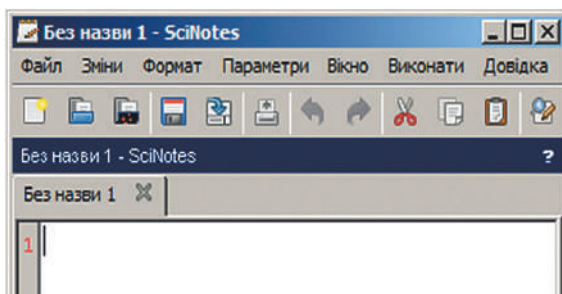 Без назви 1 - SciNotes
Файл Зміни Формат Параметри Вікно Виконати Довідка
Без назви 1 - SciNotes ?
Без назви 1
1